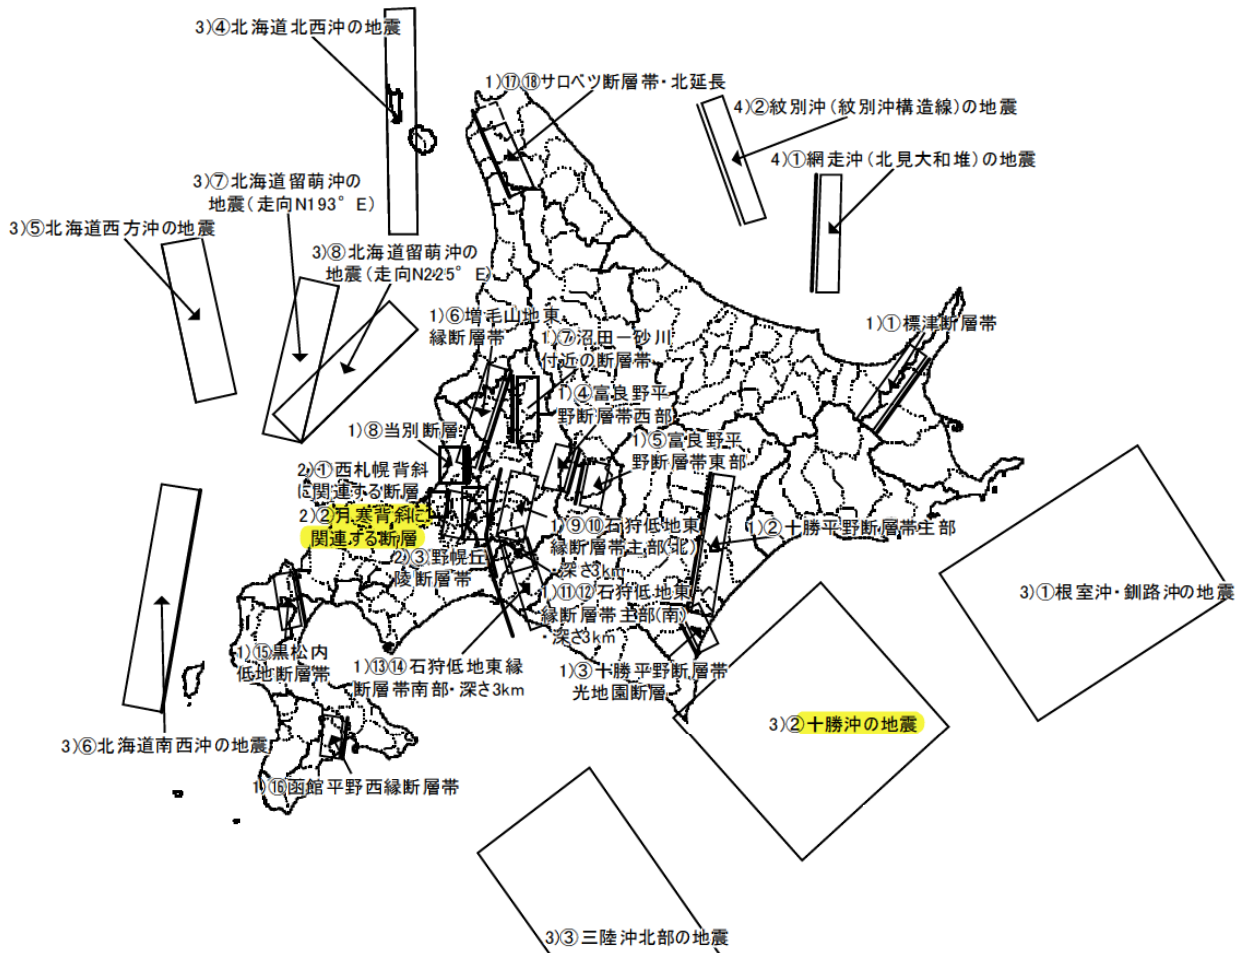 3)④北海道北西沖の地震
1)⑰⑱サロベツ断層帯・北延長
4)②紋別沖(紋別沖構造線)の地震
4)①網走沖(北見大和堆)の地震
3)⑦北海道留萌沖の
地震(走向N193°E)
3)⑤北海道西方沖の地震
3)⑧北海道留萌沖の
地震(走向N225°E)
1)⑥増毛山地東
縁断層帯
1)⑦沼田－砂川
付近の断層帯
1)①標津断層帯
1)④富良野平
野断層帯西部
1)⑧当別断層
1)⑤富良野平
野断層帯東部
2)①西札幌背斜
に関連する断層
2)②月寒背斜に
関連する断層
2)③野幌丘
陵断層帯
1)⑨⑩石狩低地東
縁断層帯主部(北)
・深さ3km
1)②十勝平野断層帯主部
1)⑪⑫石狩低地東
縁断層帯主部(南)
・深さ3km
3)①根室沖・釧路沖の地震
1)⑮黒松内
低地断層帯
1)⑬⑭石狩低地東縁
断層帯南部・深さ3km
1)③十勝平野断層帯
光地園断層
3)②十勝沖の地震
3)⑥北海道南西沖の地震
1)⑯函館平野西縁断層帯
3)③三陸沖北部の地震